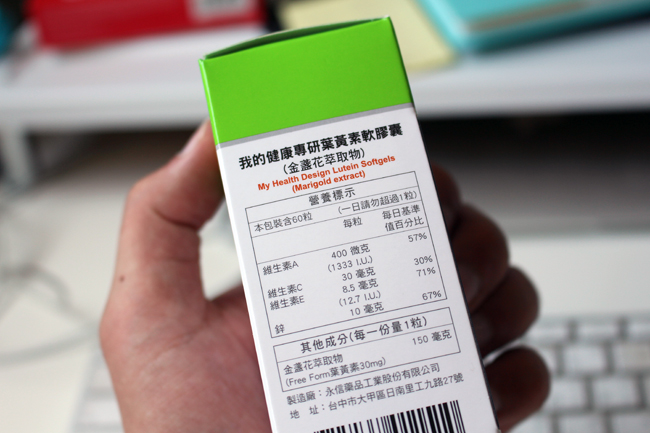 我的健康專研葉黃素軟膠囊
(金盞花萃取物)
My Health Design Lutein Softgels
(Marigold extract)
營養標示
本包裝含60粒 (一日請勿超過1粒)
每粒 每日基準值百分比
維生素A 400 微克 (1333 I.U.) 57%
維生素C 30 毫克 30%
維生素E 8.5 毫克 (12.7 I.U.) 71%
鋅 10 毫克 67%
其他成分(每一份量1粒)
金盞花萃取物 150 毫克
(Free Form葉黃素30mg)
製造廠：永信藥品工業股份有限公司
地 址：台中市大甲區日南里工九路27號